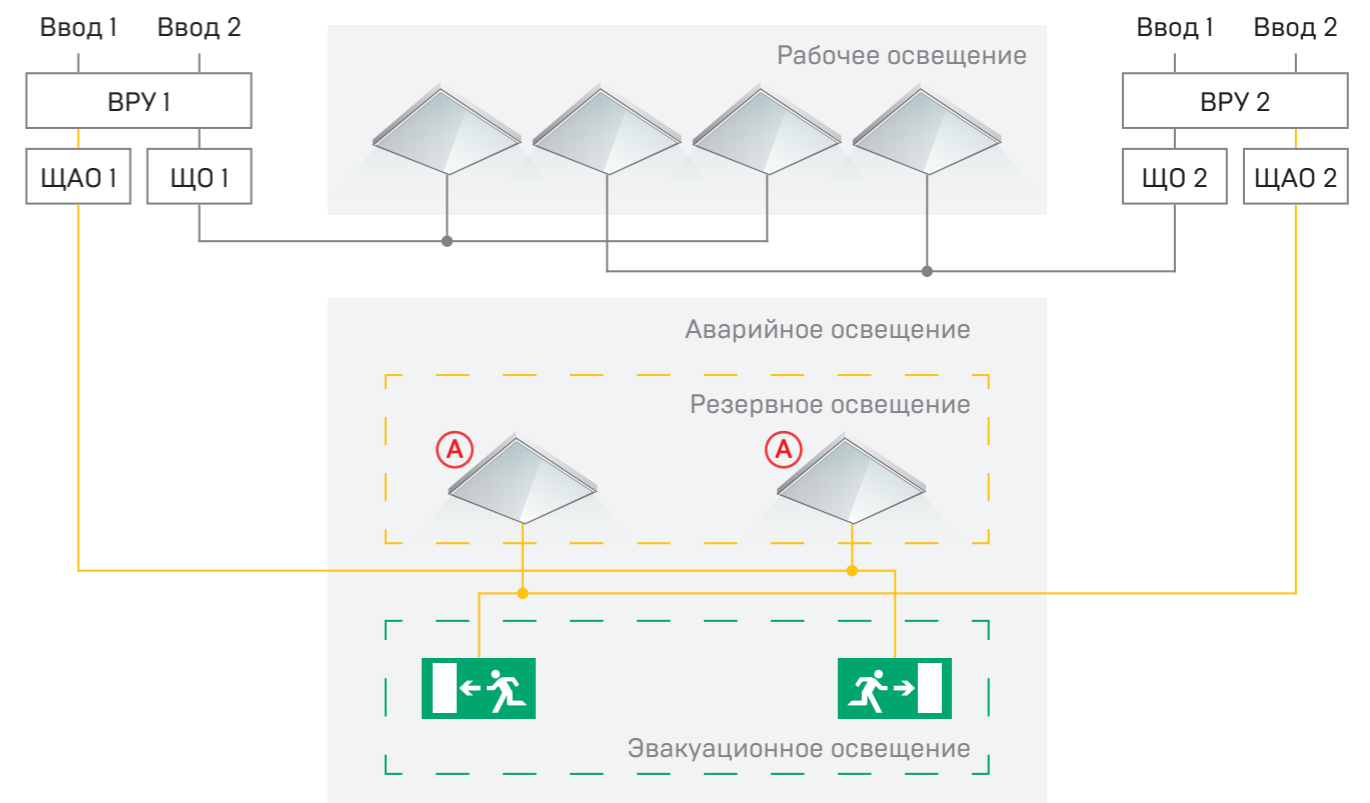 Ввод 1 Ввод 2
ВРУ 1
ЩАО 1 ЩО 1
Рабочее освещение
Ввод 1 Ввод 2
ВРУ 2
ЩО 2 ЩАО 2
Аварийное освещение
Резервное освещение
А А
Эвакуационное освещение